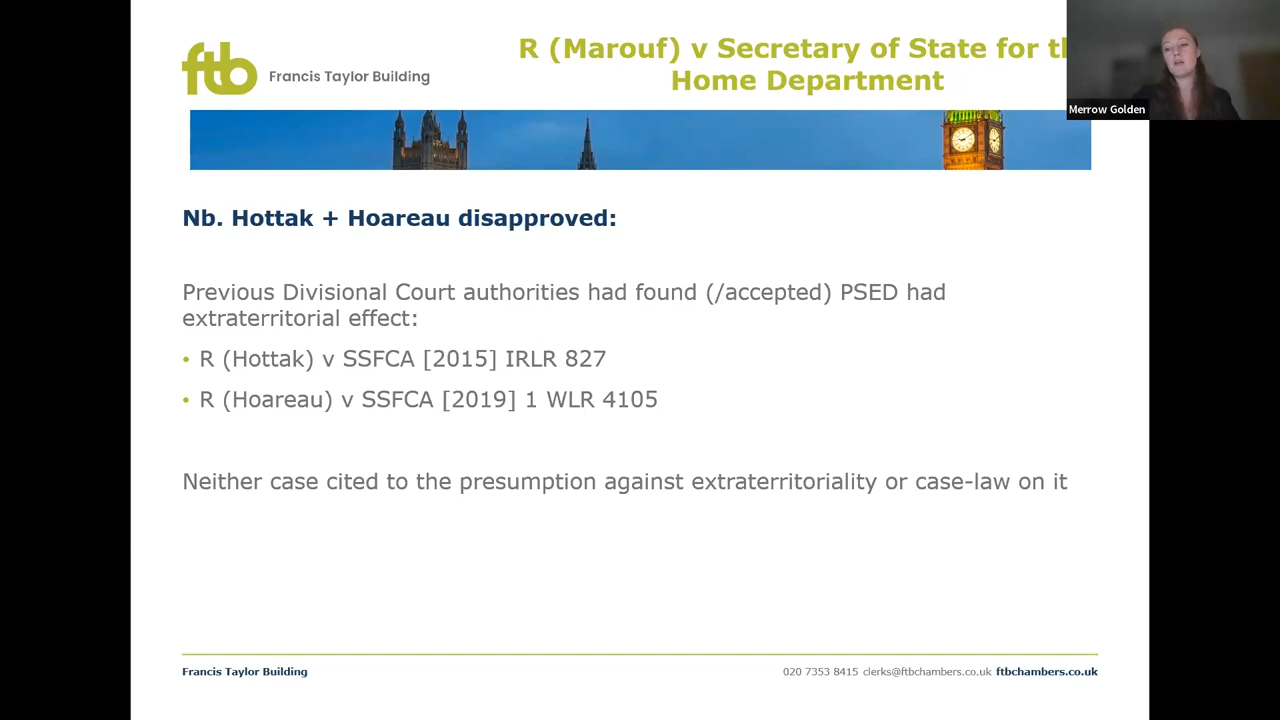 ftb Francis Taylor Building
R (Marouf) v Secretary of State for t
Home Department
Merrow Golden
Nb. Hottak + Hoareau disapproved:
Previous Divisional Court authorities had found (/accepted) PSED had
extraterritorial effect:
• R (Hottak) v SSFCA [2015] IRLR 827
• R (Hoareau) v SSFCA [2019] 1 WLR 4105
Neither case cited to the presumption against extraterritoriality or case-law on it
Francis Taylor Building
020 7353 8415 clerks@ftbchambers.co.uk ftbchambers.co.uk